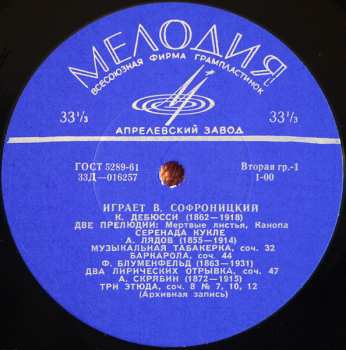 МЕЛОДИЯ
ВСЕСОЮЗНАЯ ФИРМА ГРАМПЛАСТИНОК
33⅓ 33⅓
АПРЕЛЕВСКИЙ ЗАВОД
ГОСТ 5289-61 Вторая гр.-1
33Д—016257 1-00
ИГРАЕТ В. СОФРОНИЦКИЙ
К. ДЕБЮССИ (1862—1918)
ДВЕ ПРЕЛЮДИИ: Мертвые листья, Канопа
СЕРЕНАДА КУКЛЕ
А. ЛЯДОВ (1855—1914)
МУЗЫКАЛЬНАЯ ТАБАКЕРКА, соч. 32
БАРКАРОЛА, соч. 44
Ф. БЛУМЕНФЕЛЬД (1863—1931)
ДВА ЛИРИЧЕСКИХ ОТРЫВКА, соч. 47
А. СКРЯБИН (1872—1915)
ТРИ ЭТЮДА, соч. 8 № 7, 10, 12
(Архивная запись)